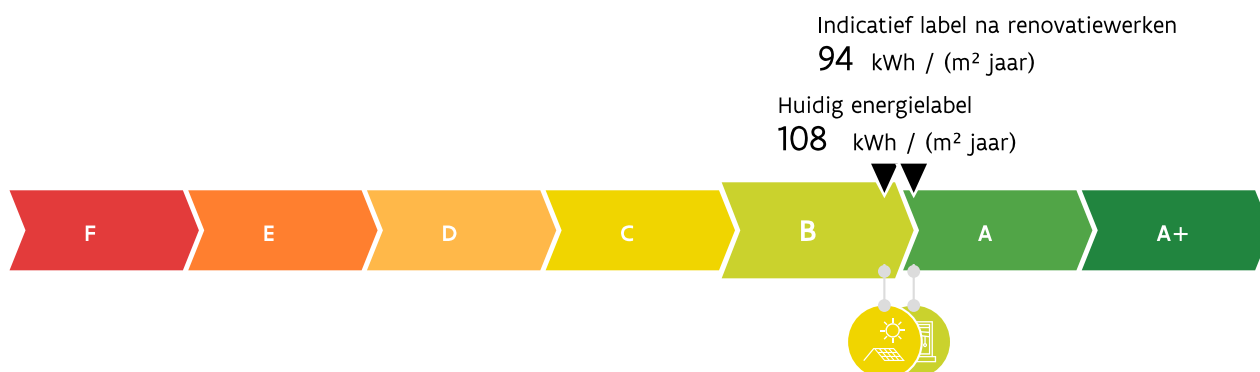 Indicatief label na renovatiewerken
94 kWh / (m² jaar)
Huidig energielabel
108 kWh / (m² jaar)
F E D C B A A+